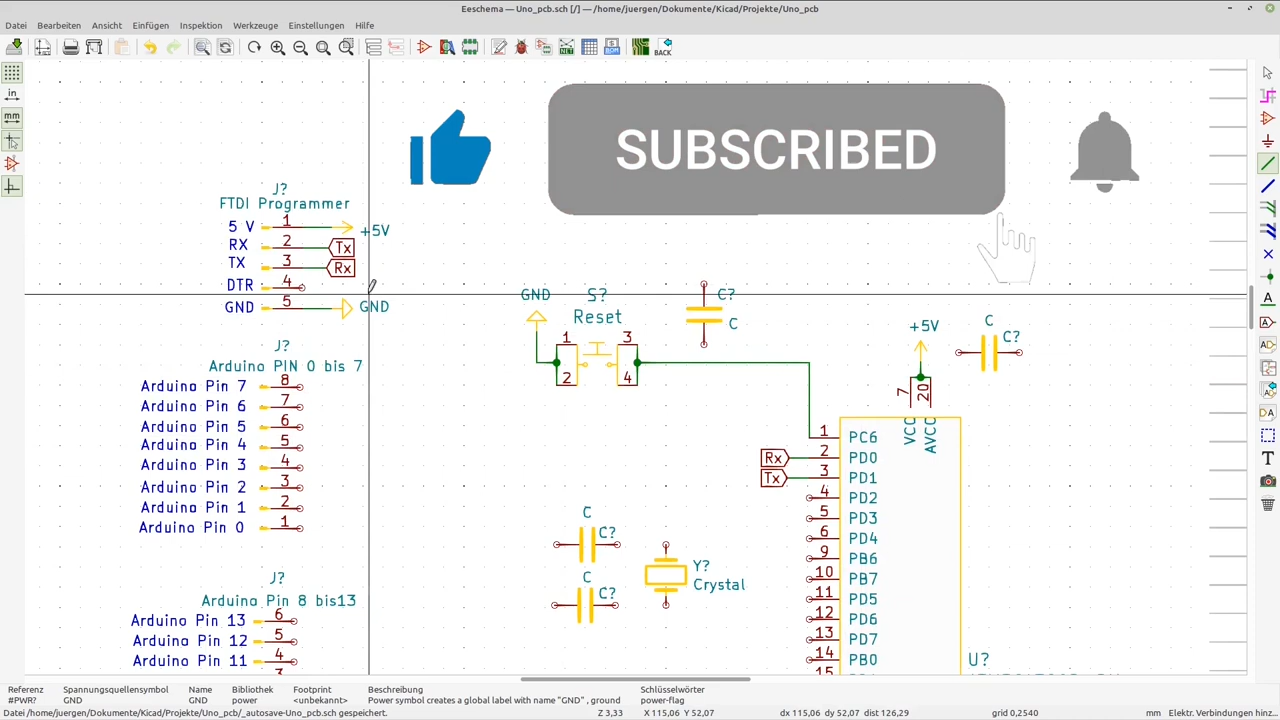 Eeschema — Uno_pcb.sch [/] — /home/juergen/Dokumente/Kicad/Projekte/Uno_pcb
Datei Bearbeiten Ansicht Einfügen Inspektion Werkzeuge Einstellungen Hilfe
NET
BOM
BACK
in
mm
SUBSCRIBED
J?
FTDI Programmer
5 V 1 +5V
RX 2 Tx
TX 3 Rx
DTR 4
GND 5 GND
GND
S?
Reset
1 3
2 4
C?
C
+5V
C
C?
7 20
VCC AVCC
J?
Arduino PIN 0 bis 7
Arduino Pin 7 8
Arduino Pin 6 7
Arduino Pin 5 6
Arduino Pin 4 5
Arduino Pin 3 4
Arduino Pin 2 3
Arduino Pin 1 2
Arduino Pin 0 1
1 PC6
Rx 2 PD0
Tx 3 PD1
4 PD2
5 PD3
6 PD4
9 PB6
10 PB7
11 PD5
12 PD6
13 PD7
14 PB0
15
U?
C
C?
C
C?
Y?
Crystal
J?
Arduino Pin 8 bis13
Arduino Pin 13 6
Arduino Pin 12 5
Arduino Pin 11 4
Referenz Spannungsquellensymbol Name Bibliothek Footprint Beschreibung Schlüsselwörter
#PWR? GND GND power <unbekannt> Power symbol creates a global label with name "GND" , ground power-flag
Datei /home/juergen/Dokumente/Kicad/Projekte/Uno_pcb/_autosave-Uno_pcb.sch gespeichert. Z 3,33 X 115,06 Y 52,07 dx 115,06 dy 52,07 dist 126,29 grid 0,2540 mm Elektr. Verbindungen hinz...